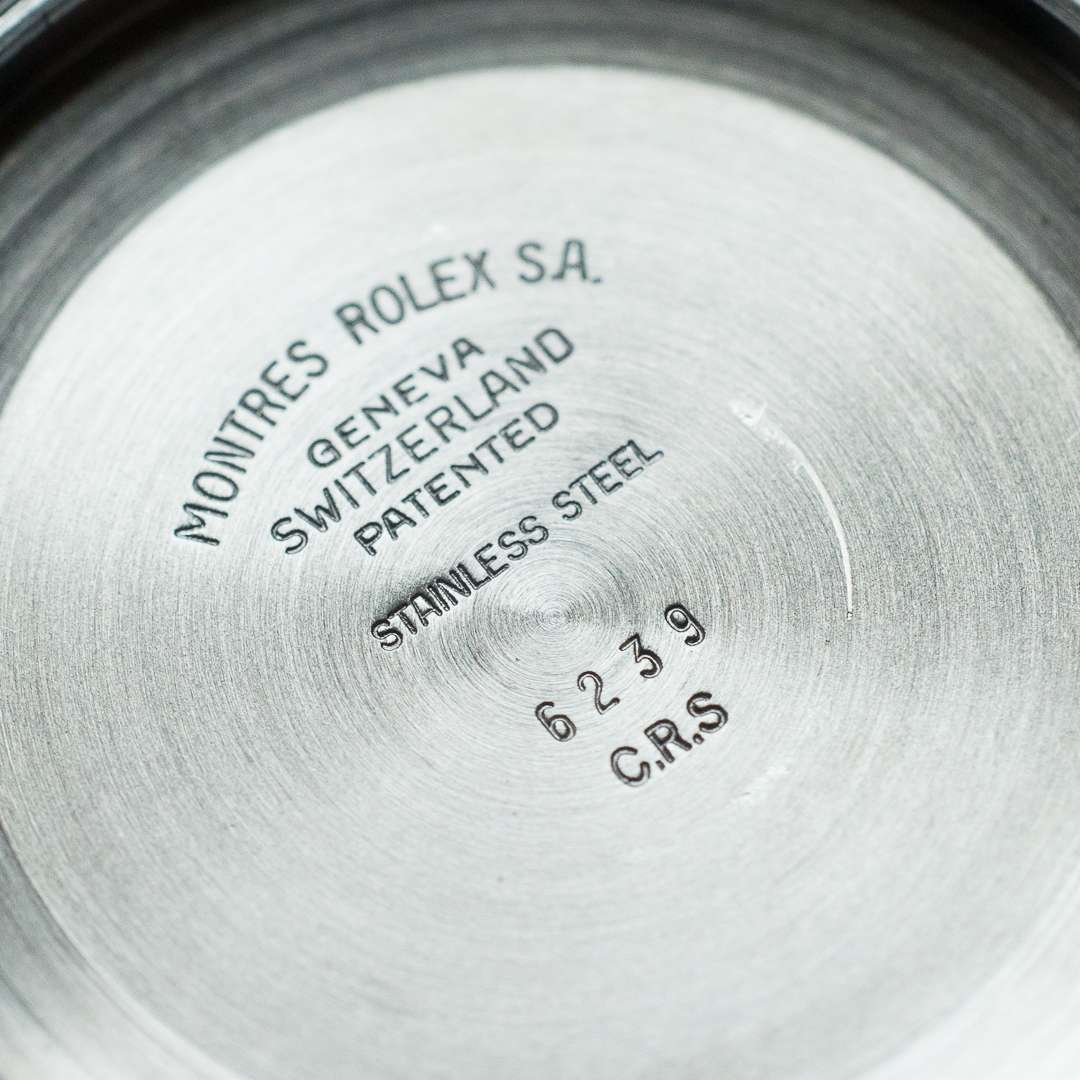 MONTRES ROLEX S.A.
GENEVA
SWITZERLAND
PATENTED
STAINLESS STEEL
6239
C.R.S